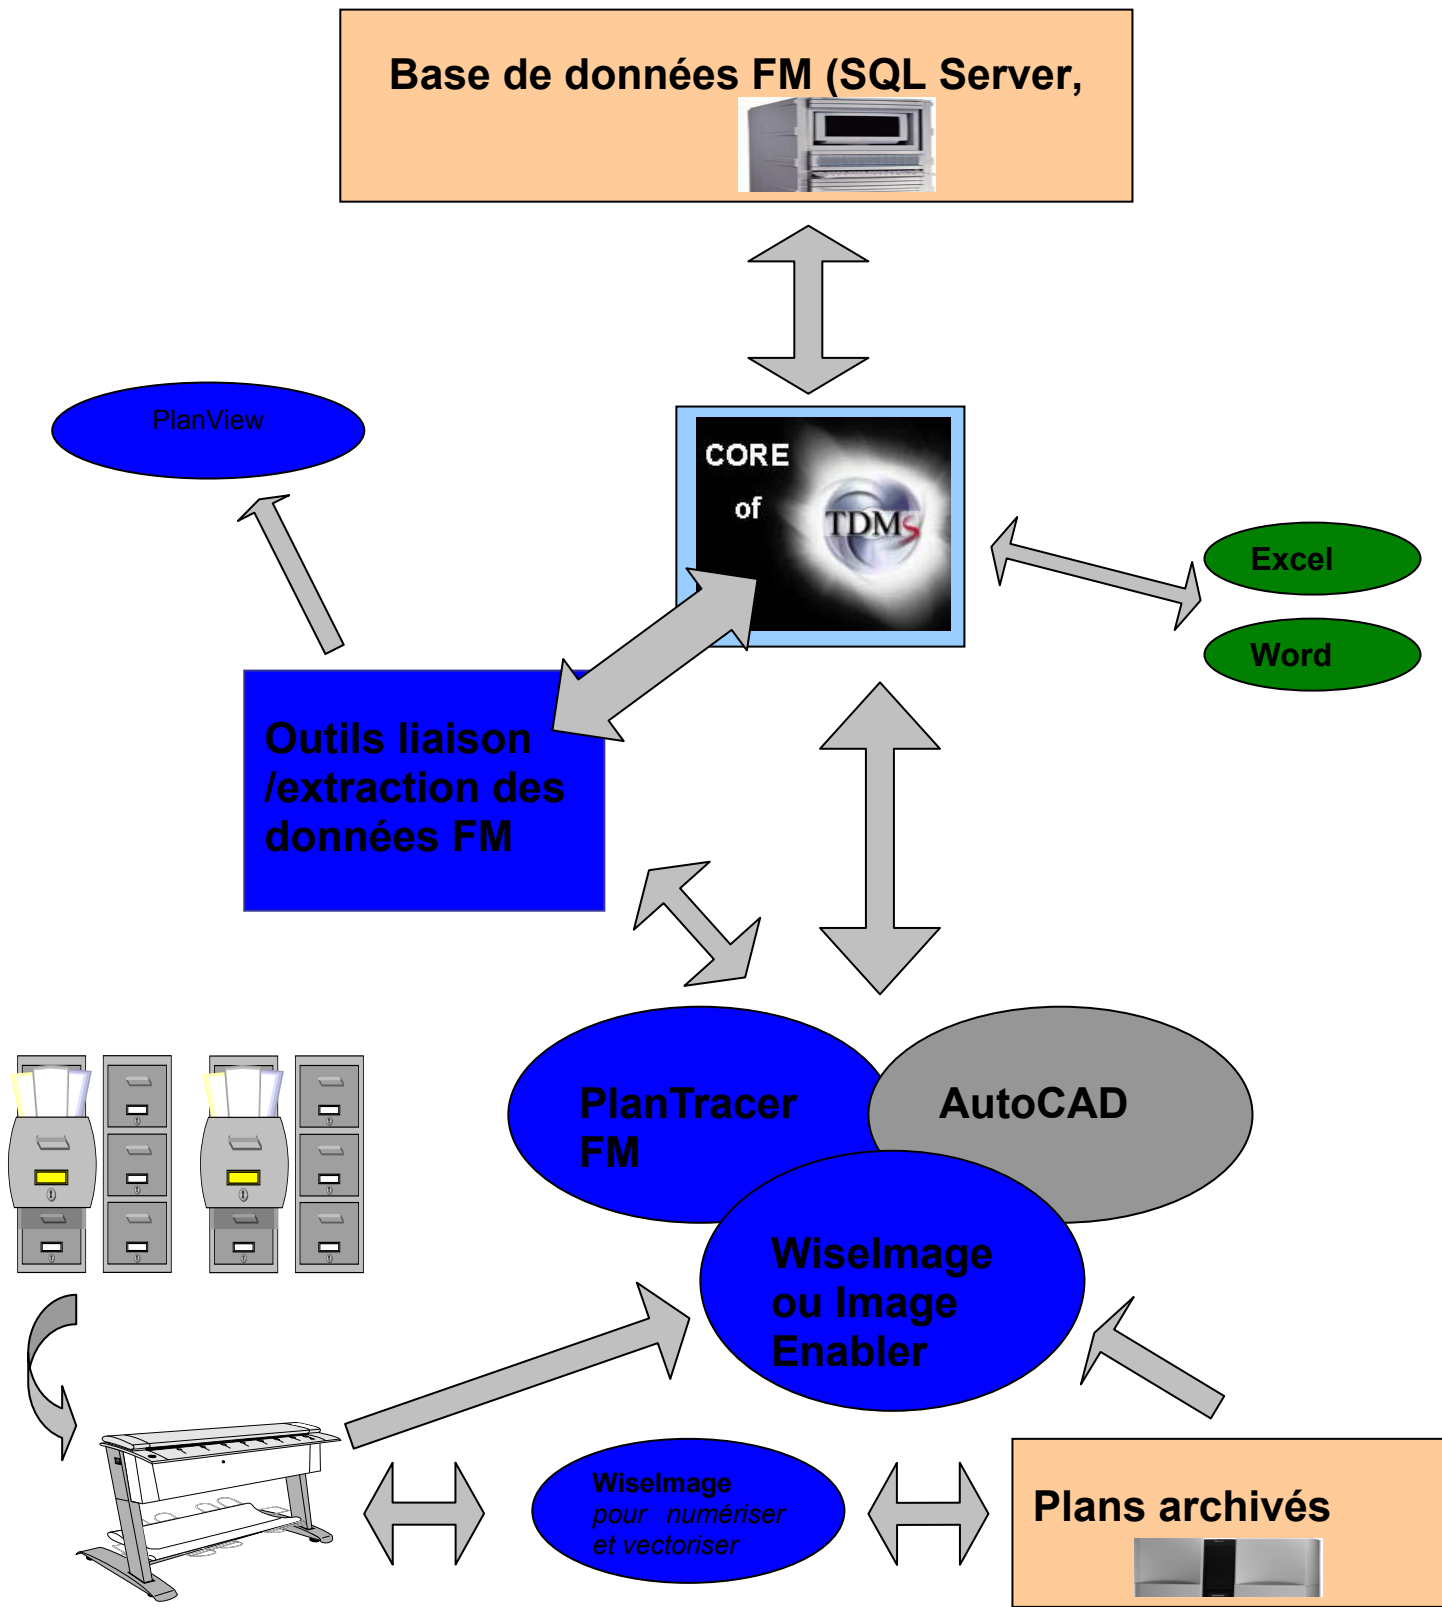 Base de données FM (SQL Server,
PlanView
CORE
of
TDMS
Excel
Word
Outils liaison
/extraction des
données FM
PlanTracer
FM
AutoCAD
WiseImage
ou Image
Enabler
WiseImage
pour numériser
et vectoriser
Plans archivés